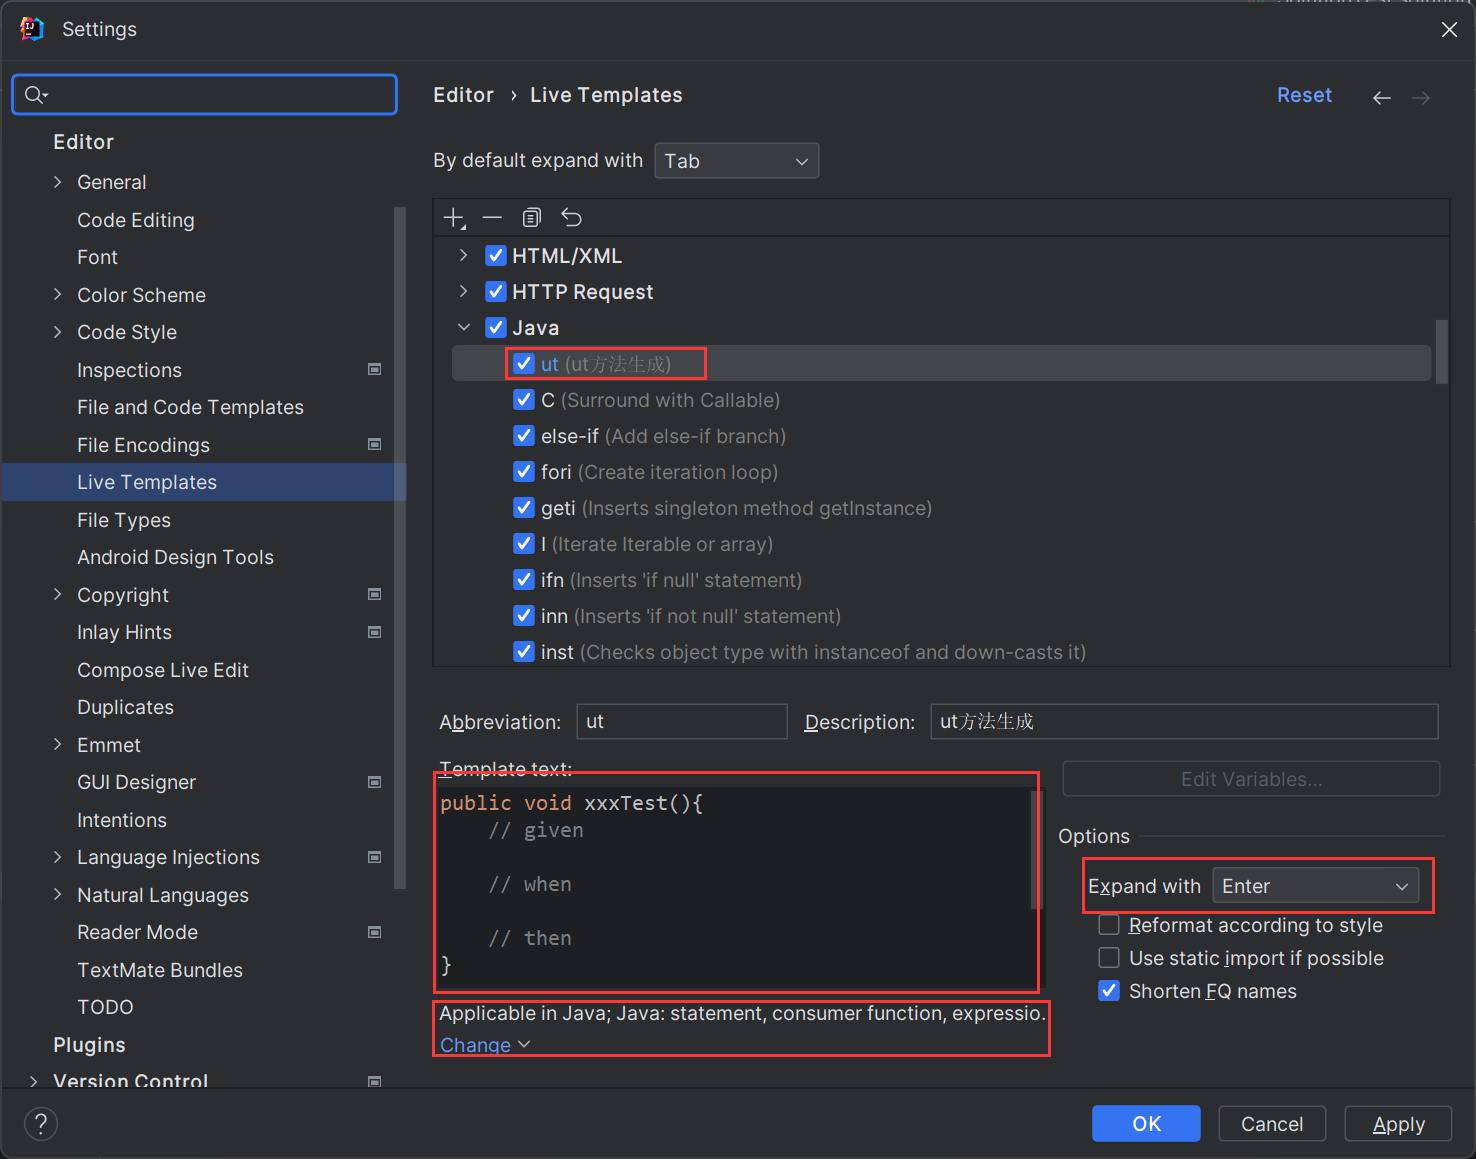 Settings
Editor › Live Templates
Reset
By default expand with Tab
Editor
General
Code Editing
Font
Color Scheme
Code Style
Inspections
File and Code Templates
File Encodings
Live Templates
File Types
Android Design Tools
Copyright
Inlay Hints
Compose Live Edit
Duplicates
Emmet
GUI Designer
Intentions
Language Injections
Natural Languages
Reader Mode
TextMate Bundles
TODO
Plugins
Version Control
HTML/XML
HTTP Request
Java
ut (ut方法生成)
C (Surround with Callable)
else-if (Add else-if branch)
fori (Create iteration loop)
geti (Inserts singleton method getInstance)
I (Iterate Iterable or array)
ifn (Inserts 'if null' statement)
inn (Inserts 'if not null' statement)
inst (Checks object type with instanceof and down-casts it)
Abbreviation: ut Description: ut方法生成
Template text:
public void xxxTest(){
// given
// when
// then
}
Applicable in Java; Java: statement, consumer function, expressio.
Change
Edit Variables...
Options
Expand with Enter
Reformat according to style
Use static import if possible
Shorten FQ names
?
OK Cancel Apply